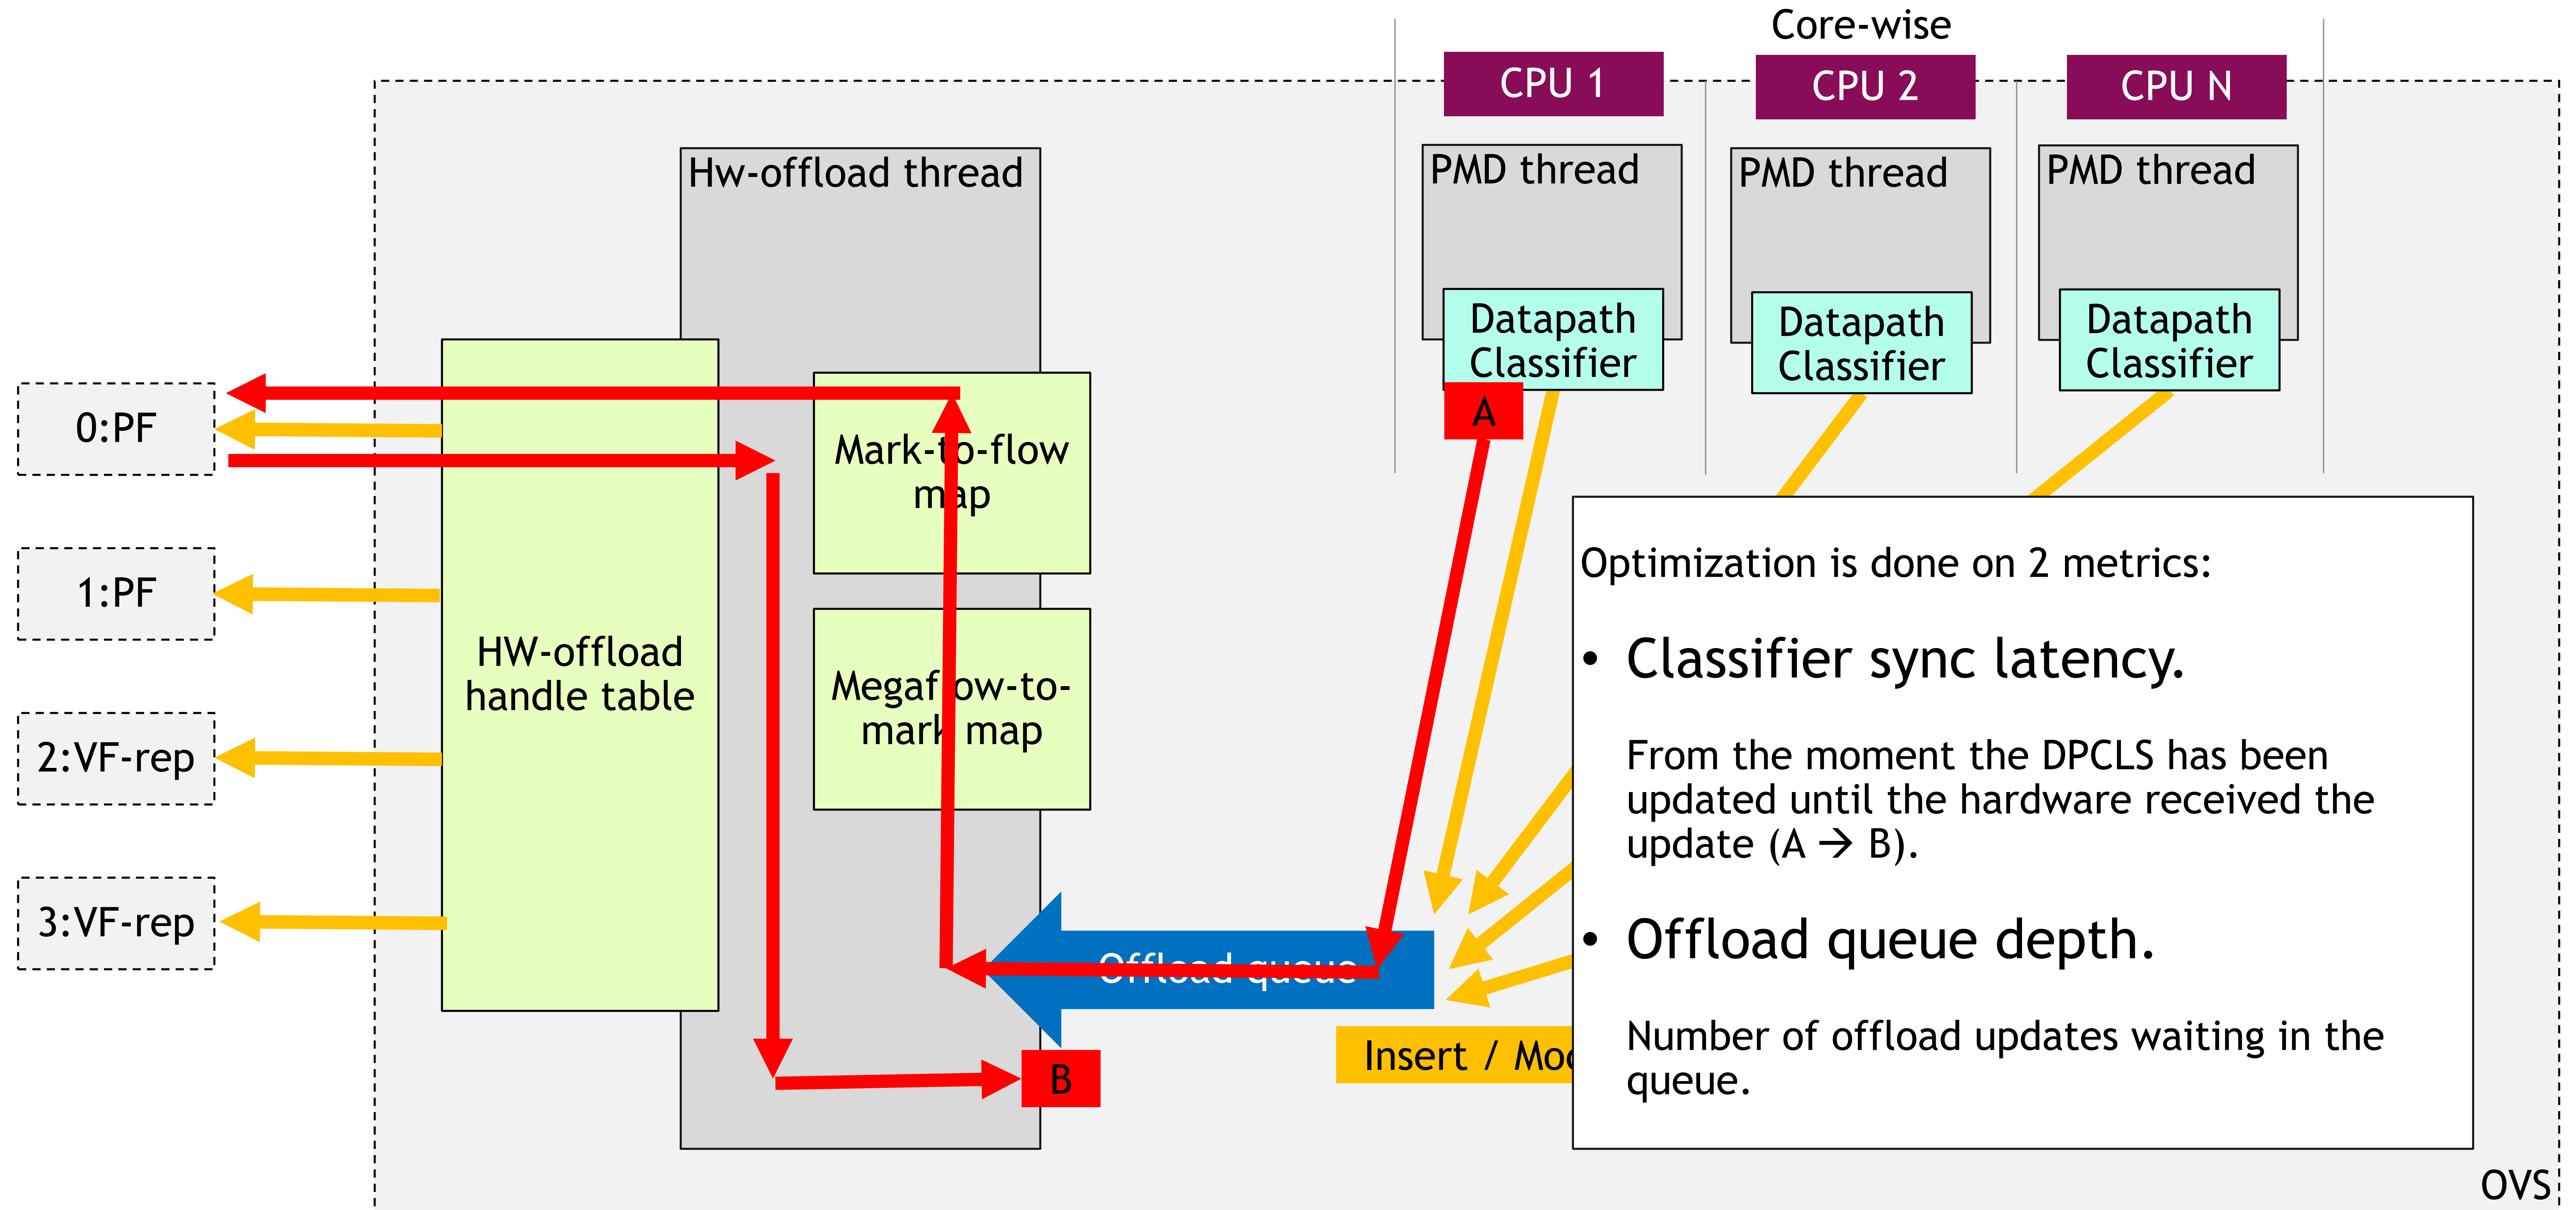 Core-wise
CPU 1
CPU 2
CPU N
Hw-offload thread
PMD thread
PMD thread
PMD thread
Datapath
Classifier
Datapath
Classifier
Datapath
Classifier
A
0:PF
1:PF
2:VF-rep
3:VF-rep
HW-offload
handle table
Mark-to-flow
map
Megaflow-to-
mark map
Offload queue
B
Insert / Mod
Optimization is done on 2 metrics:
• Classifier sync latency.
From the moment the DPCLS has been
updated until the hardware received the
update (A → B).
• Offload queue depth.
Number of offload updates waiting in the
queue.
OVS